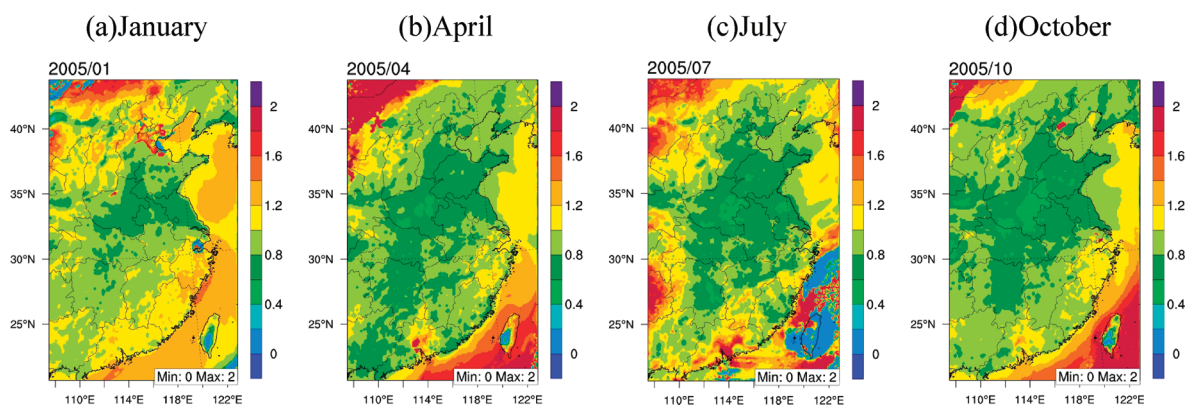 (a)January (b)April (c)July (d)October
2005/01 2005/04 2005/07 2005/10
40°N 2 40°N 2 40°N 2 40°N 2
1.6 1.6 1.6 1.6
35°N 35°N 35°N 35°N
1.2 1.2 1.2 1.2
30°N 0.8 30°N 0.8 30°N 0.8 30°N 0.8
0.4 0.4 0.4 0.4
25°N 25°N 25°N 25°N
0 0 0 0
Min: 0 Max: 2 Min: 0 Max: 2 Min: 0 Max: 2 Min: 0 Max: 2
110°E 114°E 118°E 122°E 110°E 114°E 118°E 122°E 110°E 114°E 118°E 122°E 110°E 114°E 118°E 122°E